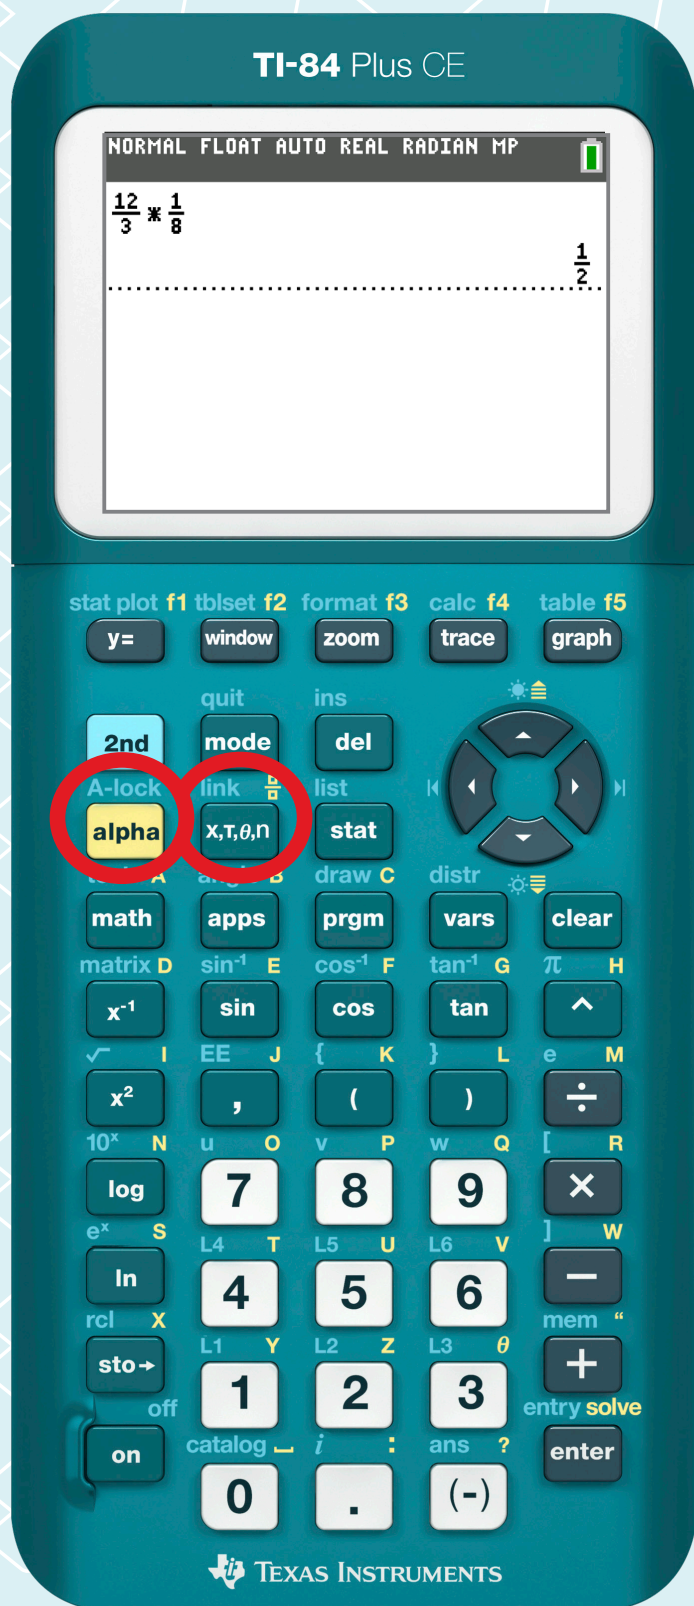 TI-84 Plus CE
NORMAL FLOAT AUTO REAL RADIAN MP
12/3 * 1/8
1/2
stat plot f1 tblset f2 format f3 calc f4 table f5
y= window zoom trace graph
quit ins
2nd mode del
A-lock link list
alpha X,T,θ,n stat
A B draw C distr
math apps prgm vars clear
matrix D sin⁻¹ E cos⁻¹ F tan⁻¹ G π H
x⁻¹ sin cos tan ^
√ I EE J { K } L e M
x² , ( ) ÷
10ˣ N u O v P w Q [ R
log 7 8 9 ×
eˣ S L4 T L5 U L6 V ] W
ln 4 5 6 −
rcl X L1 Y L2 Z L3 θ mem "
sto→ 1 2 3 +
off catalog ⎵ i : ans ? entry solve
on 0 . (-) enter
TEXAS INSTRUMENTS